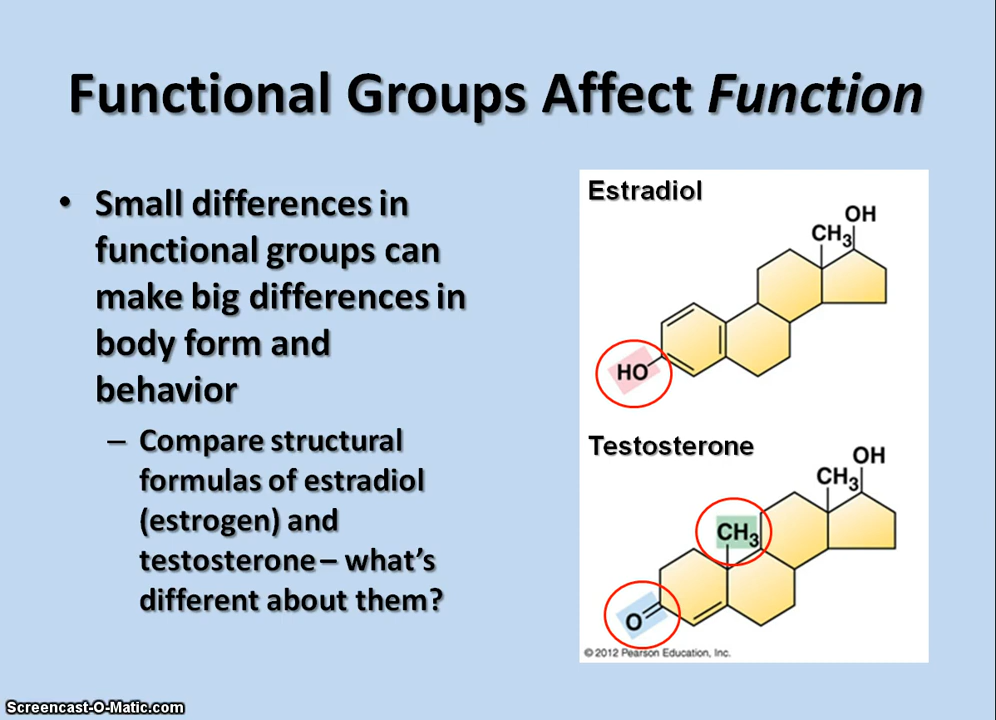 Functional Groups Affect Function
• Small differences in
functional groups can
make big differences in
body form and
behavior
– Compare structural
formulas of estradiol
(estrogen) and
testosterone – what's
different about them?
Estradiol
OH
CH3
HO
Testosterone
OH
CH3
CH3
O
© 2012 Pearson Education, Inc.
Screencast-O-Matic.com